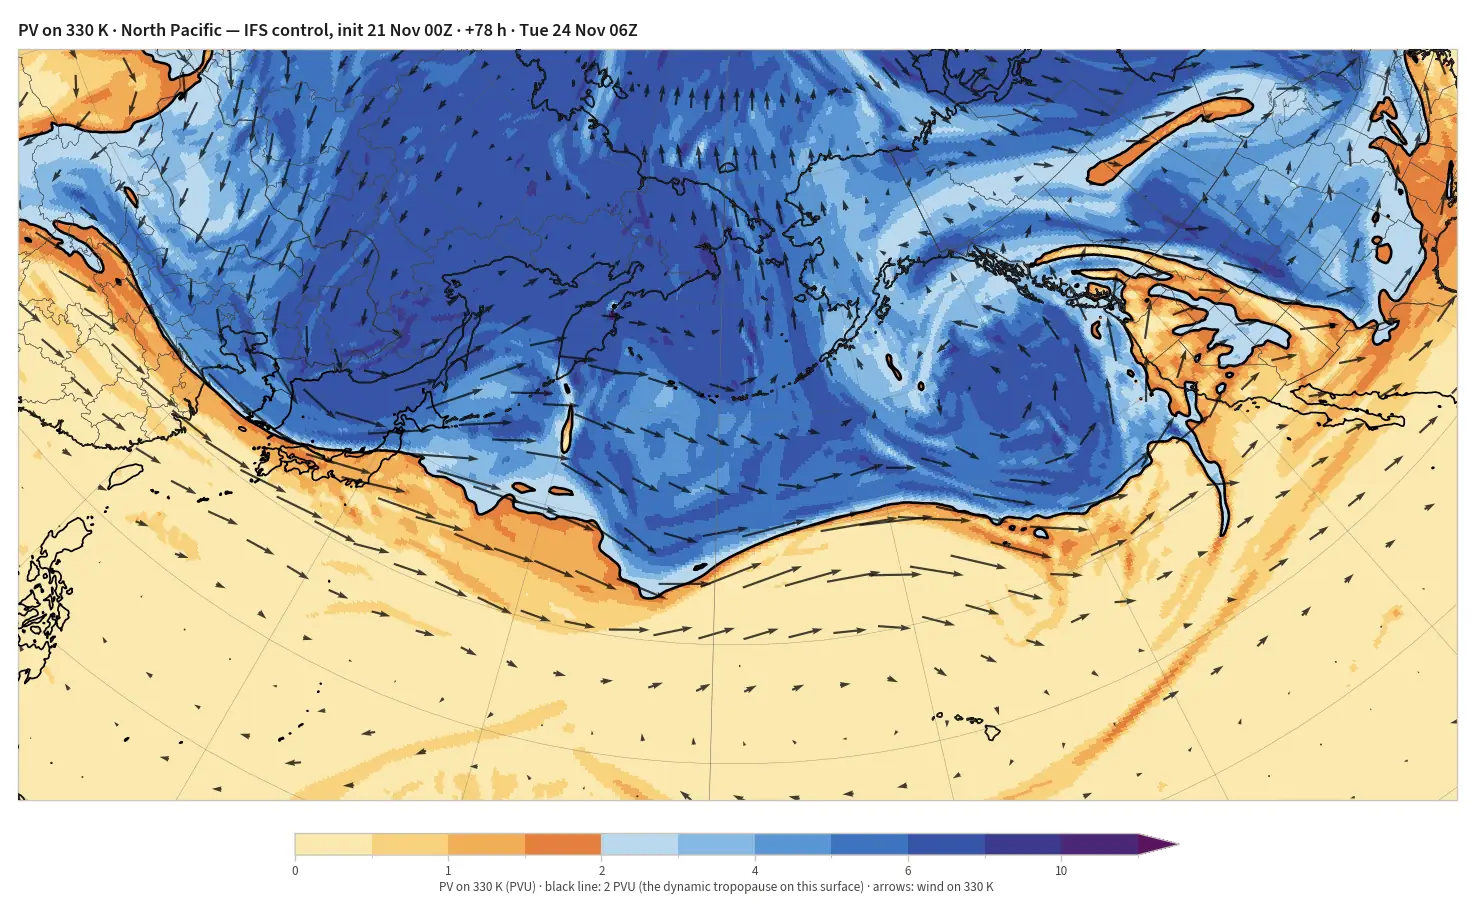 PV on 330 K · North Pacific — IFS control, init 21 Nov 00Z · +78 h · Tue 24 Nov 06Z
0 1 2 4 6 10
PV on 330 K (PVU) · black line: 2 PVU (the dynamic tropopause on this surface) · arrows: wind on 330 K